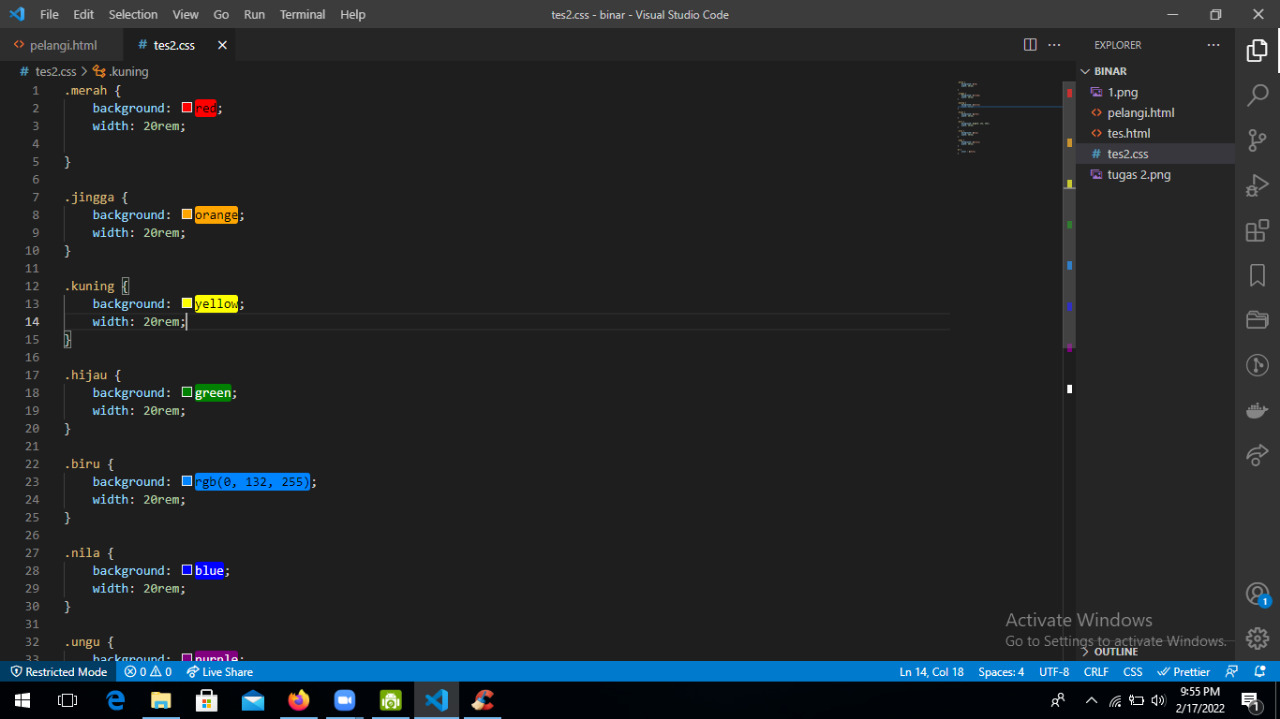 File Edit Selection View Go Run Terminal Help tes2.css - binar - Visual Studio Code
pelangi.html # tes2.css
# tes2.css > .kuning
1 .merah {
2 background: red;
3 width: 20rem;
4
5 }
6
7 .jingga {
8 background: orange;
9 width: 20rem;
10 }
11
12 .kuning {
13 background: yellow;
14 width: 20rem;
15 }
16
17 .hijau {
18 background: green;
19 width: 20rem;
20 }
21
22 .biru {
23 background: rgb(0, 132, 255);
24 width: 20rem;
25 }
26
27 .nila {
28 background: blue;
29 width: 20rem;
30 }
31
32 .ungu {
33 background: purple;
EXPLORER
BINAR
1.png
pelangi.html
tes.html
# tes2.css
tugas 2.png
Activate Windows
Go to Settings to activate Windows.
OUTLINE
1
Restricted Mode 0 0 Live Share Ln 14, Col 18 Spaces: 4 UTF-8 CRLF CSS Prettier
9:55 PM
2/17/2022
1